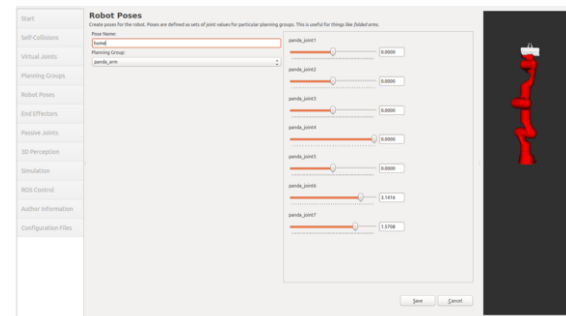 Start
Self-Collisions
Virtual Joints
Planning Groups
Robot Poses
End Effectors
Passive Joints
3D Perception
Simulation
ROS Control
Author Information
Configuration Files
Robot Poses
Create poses for the robot. Poses are defined as sets of joint values for particular planning groups. This is useful for things like folded arms.
Pose Name:
home
Planning Group:
panda_arm
panda_joint1
0.0000
panda_joint2
0.0000
panda_joint3
0.0000
panda_joint4
0.0000
panda_joint5
0.0000
panda_joint6
3.1416
panda_joint7
1.5708
Save
Cancel